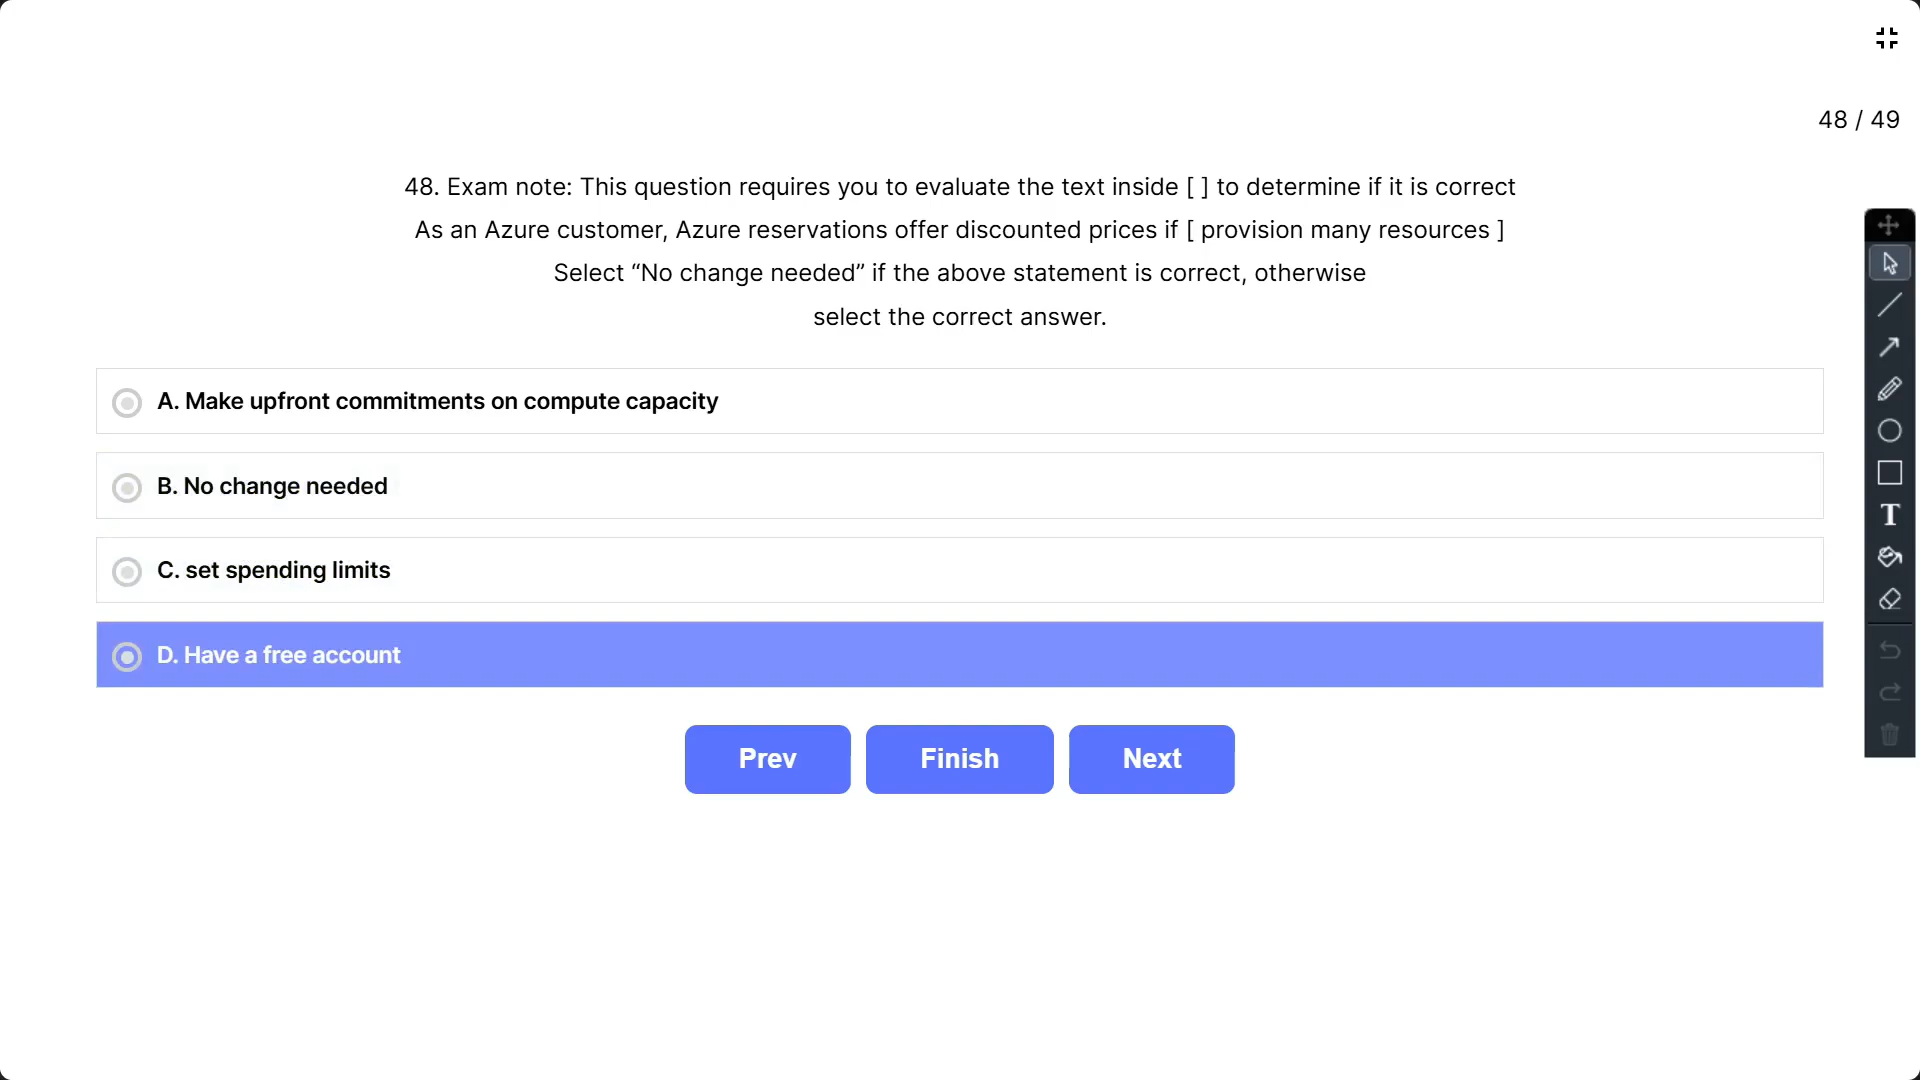 48 / 49
48. Exam note: This question requires you to evaluate the text inside [ ] to determine if it is correct
As an Azure customer, Azure reservations offer discounted prices if [ provision many resources ]
Select “No change needed” if the above statement is correct, otherwise
select the correct answer.
A. Make upfront commitments on compute capacity
B. No change needed
C. set spending limits
D. Have a free account
Prev Finish Next
T